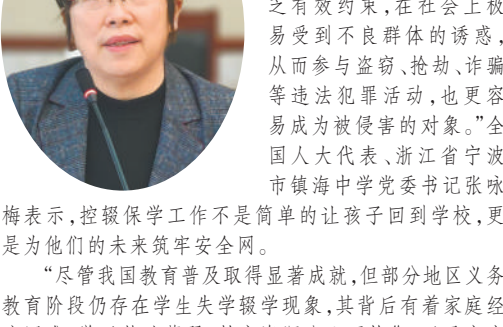 乏有效约束，在社会上极
易受到不良群体的诱惑，
从而参与盗窃、抢劫、诈骗
等违法犯罪活动，也更容
易成为被侵害的对象。”全
国人大代表、浙江省宁波
市镇海中学党委书记张咏
梅表示，控辍保学工作不是简单的让孩子回到学校，更
是为他们的未来筑牢安全网。
“尽管我国教育普及取得显著成就，但部分地区义务
教育阶段仍存在学生失学辍学现象，其背后有着家庭经